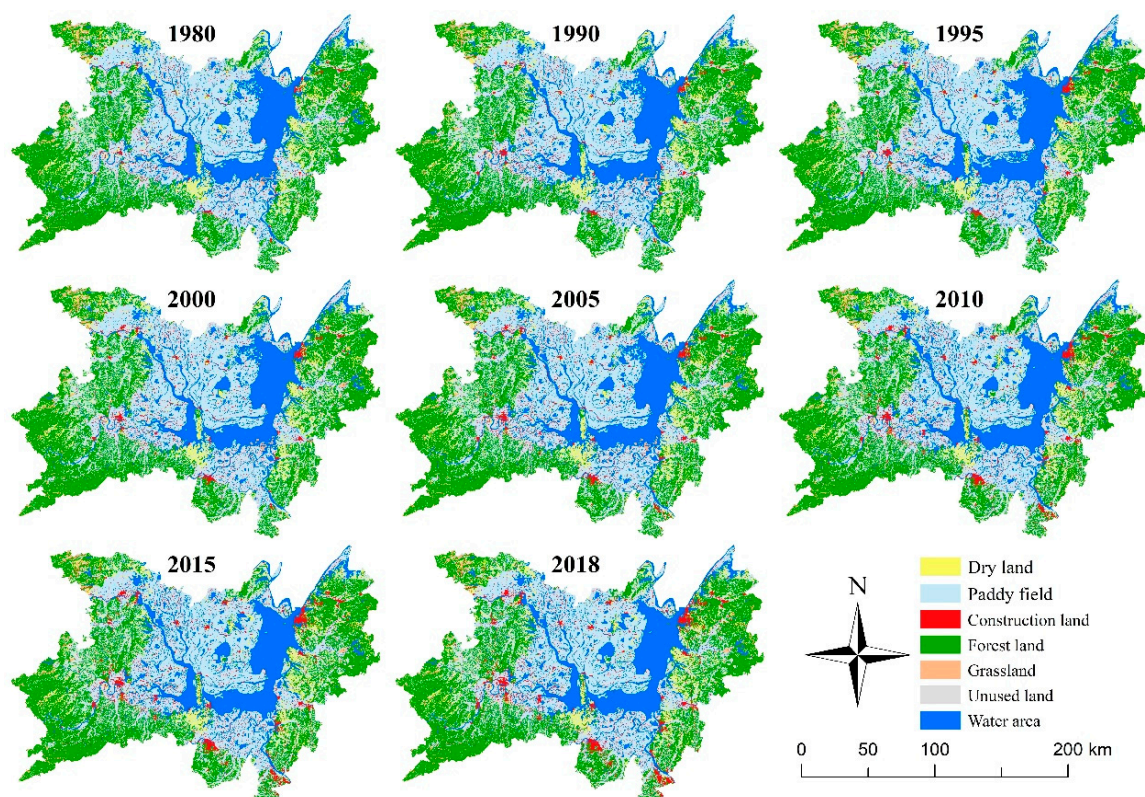 1980
1990
1995
2000
2005
2010
2015
2018
N
Dry land
Paddy field
Construction land
Forest land
Grassland
Unused land
Water area
0 50 100 200 km